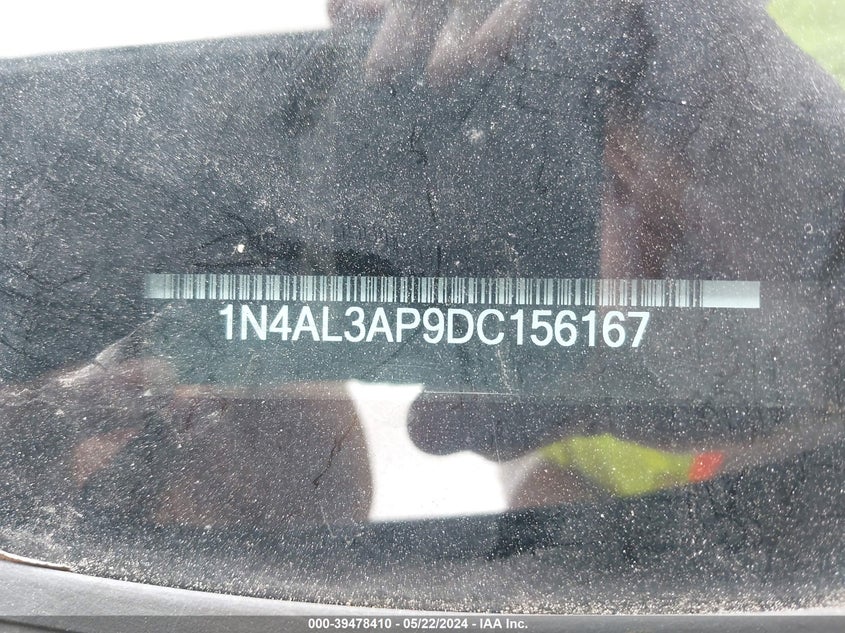 1N4AL3AP9DC156167
000-39478410 - 05/22/2024 - IAA Inc.